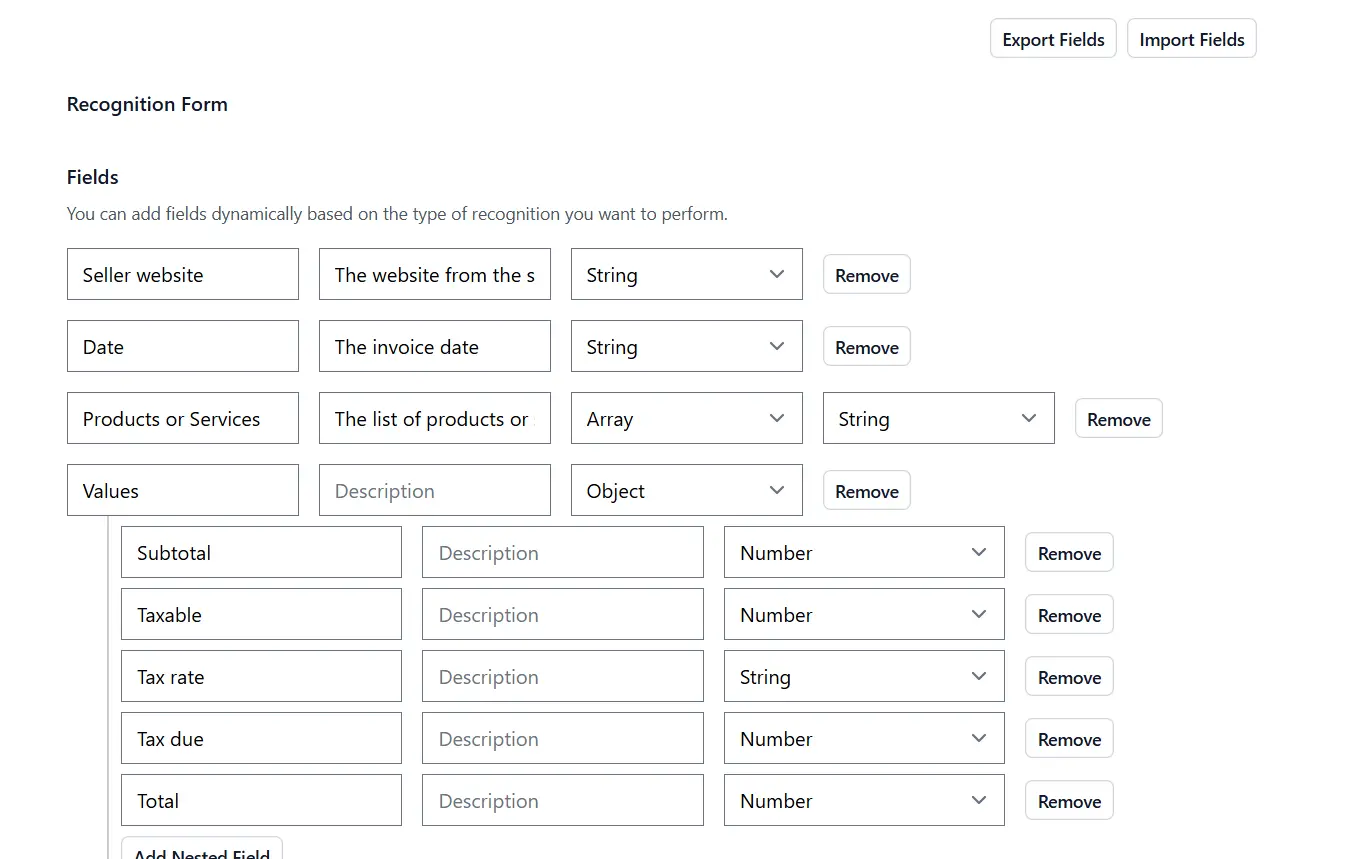 Export Fields Import Fields
Recognition Form
Fields
You can add fields dynamically based on the type of recognition you want to perform.
Seller website The website from the s String Remove
Date The invoice date String Remove
Products or Services The list of products or String Remove
Values Description Object Remove
Subtotal Description Number Remove
Taxable Description Number Remove
Tax rate Description String Remove
Tax due Description Number Remove
Total Description Number Remove
Add Nested Field